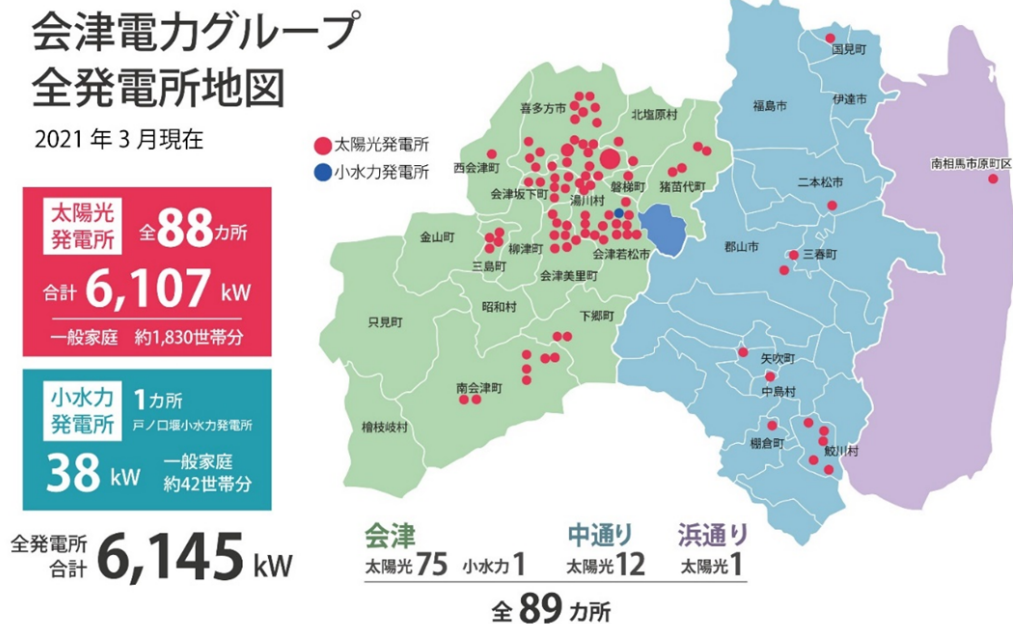 会津電力グループ
全発電所地図
2021年3月現在
太陽光発電所
小水力発電所
太陽光
発電所
全88カ所
合計 6,107 kW
一般家庭 約1,830世帯分
小水力
発電所
1カ所
戸ノ口堰小水力発電所
38 kW
一般家庭
約42世帯分
全発電所
合計
6,145 kW
喜多方市
北塩原村
西会津町
会津坂下町
湯川村
磐梯町
猪苗代町
金山町
柳津町
三島町
会津若松市
会津美里町
昭和村
只見町
下郷町
南会津町
檜枝岐村
国見町
福島市
伊達市
二本松市
郡山市
三春町
矢吹町
中島村
棚倉町
鮫川村
南相馬市原町区
会津
太陽光75 小水力1
中通り
太陽光12
浜通り
太陽光1
全89カ所